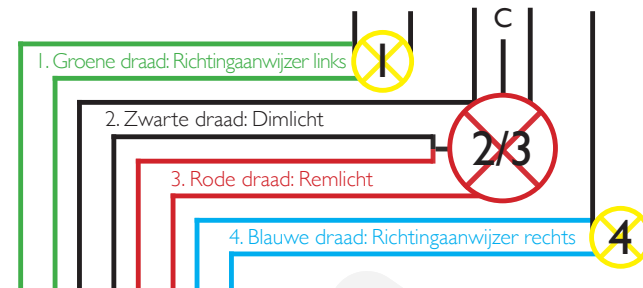 C
1. Groene draad: Richtingaanwijzer links
1
2. Zwarte draad: Dimlicht
2/3
3. Rode draad: Remlicht
4. Blauwe draad: Richtingaanwijzer rechts
4